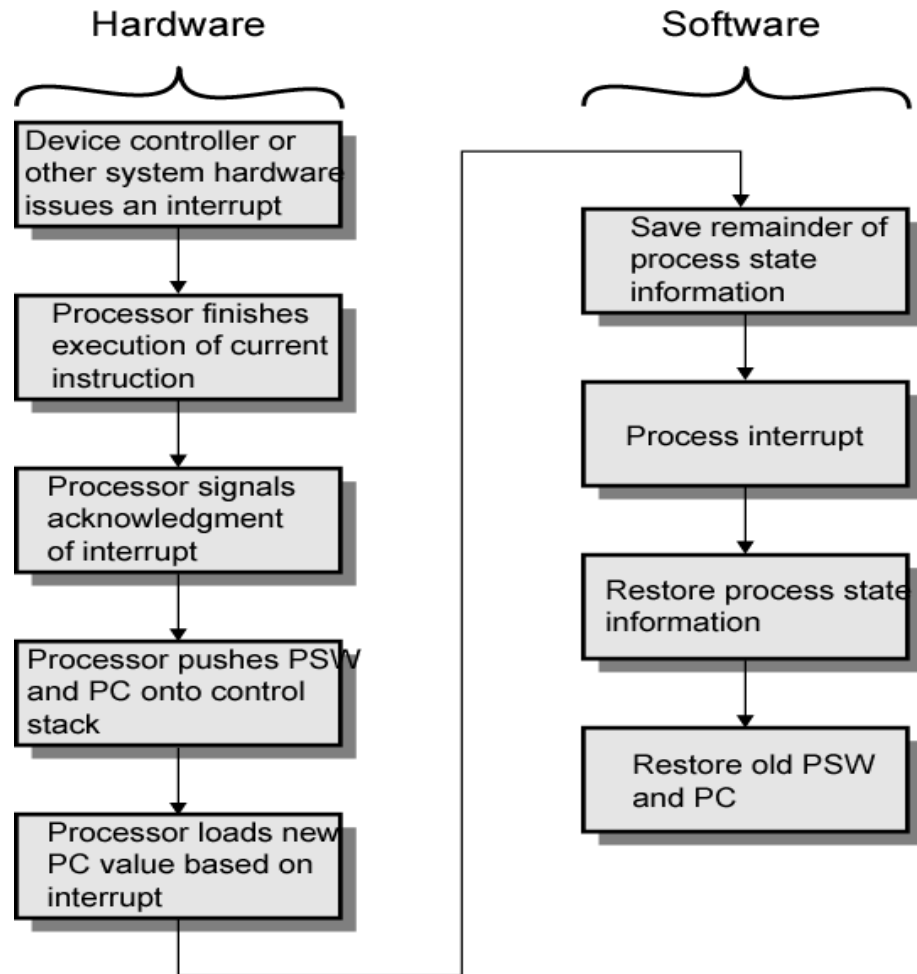 Hardware
Device controller or
other system hardware
issues an interrupt
Processor finishes
execution of current
instruction
Processor signals
acknowledgment
of interrupt
Processor pushes PSW
and PC onto control
stack
Processor loads new
PC value based on
interrupt
Software
Save remainder of
process state
information
Process interrupt
Restore process state
information
Restore old PSW
and PC